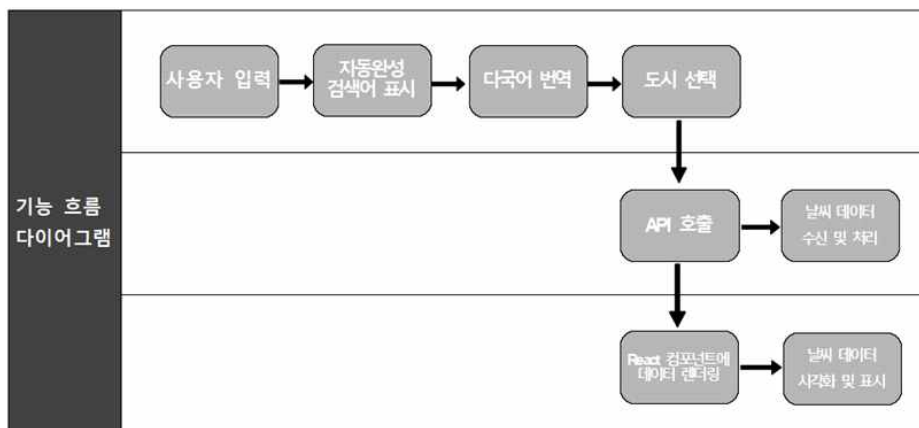 기능 흐름
다이어그램
사용자 입력
자동완성
검색어 표시
다국어 번역
도시 선택
API 호출
날씨 데이터
수신 및 처리
React 컴포넌트에
데이터 렌더링
날씨 데이터
시각화 및 표시